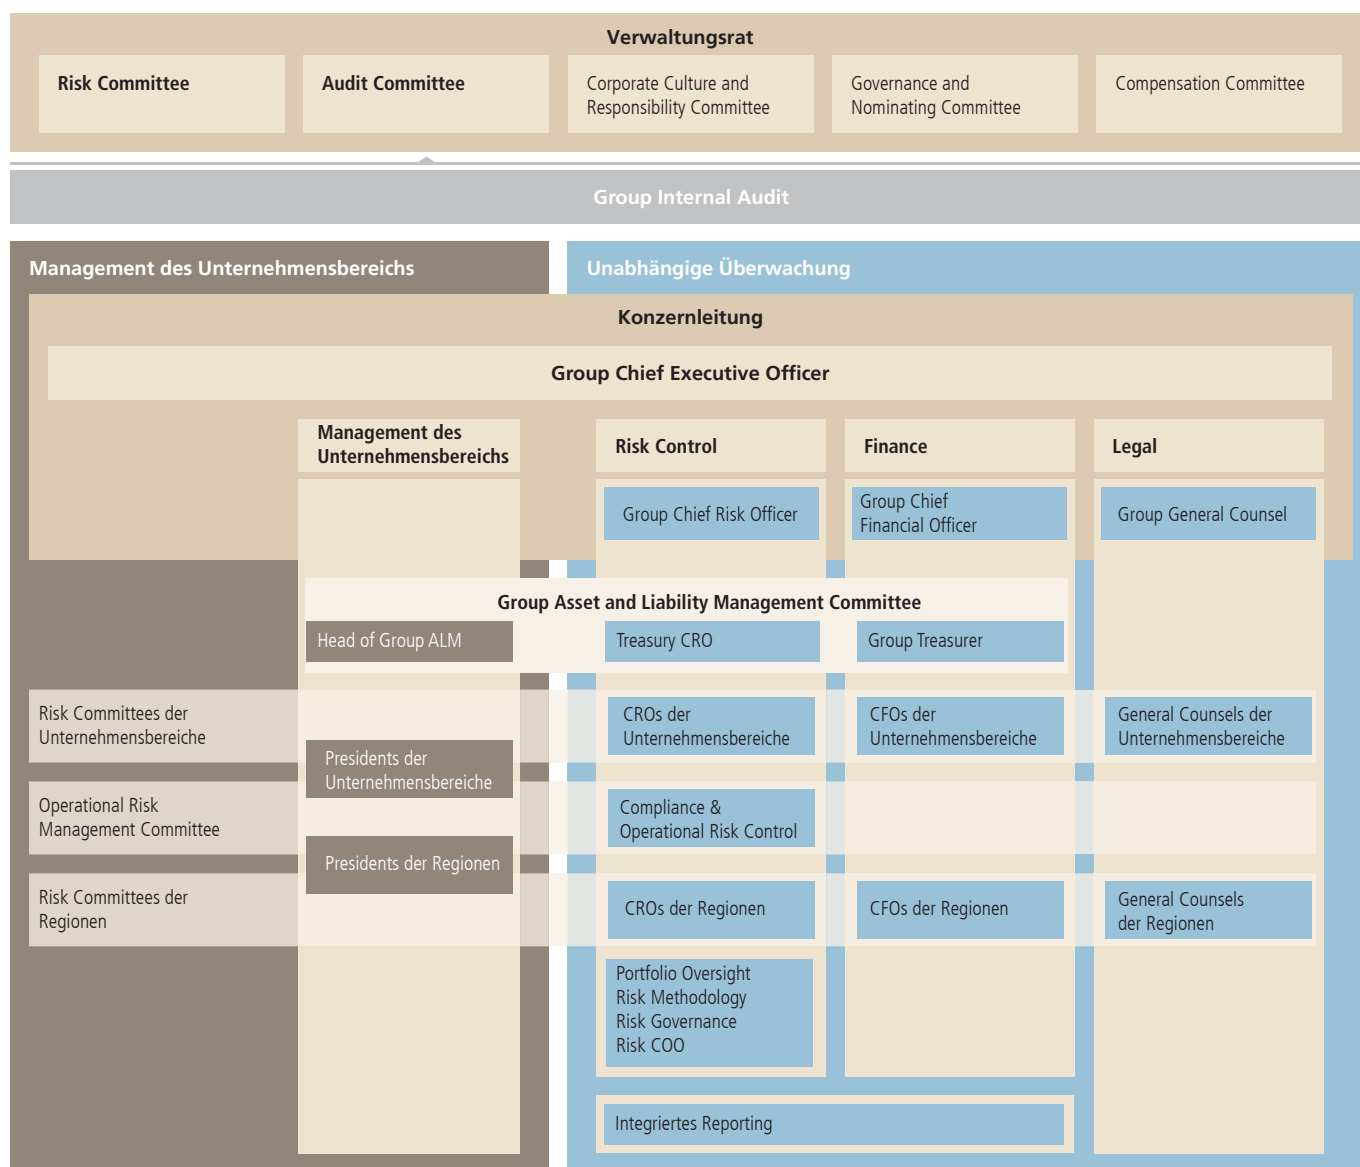 Verwaltungsrat
Risk Committee
Audit Committee
Corporate Culture and
Responsibility Committee
Governance and
Nominating Committee
Compensation Committee
Group Internal Audit
Management des Unternehmensbereichs
Unabhängige Überwachung
Konzernleitung
Group Chief Executive Officer
Management des
Unternehmensbereichs
Risk Control
Finance
Legal
Group Chief Risk Officer
Group Chief
Financial Officer
Group General Counsel
Group Asset and Liability Management Committee
Head of Group ALM
Treasury CRO
Group Treasurer
Risk Committees der
Unternehmensbereiche
CROs der
Unternehmensbereiche
CFOs der
Unternehmensbereiche
General Counsels der
Unternehmensbereiche
Presidents der
Unternehmensbereiche
Operational Risk
Management Committee
Compliance &
Operational Risk Control
Presidents der Regionen
Risk Committees der
Regionen
CROs der Regionen
CFOs der Regionen
General Counsels
der Regionen
Portfolio Oversight
Risk Methodology
Risk Governance
Risk COO
Integriertes Reporting